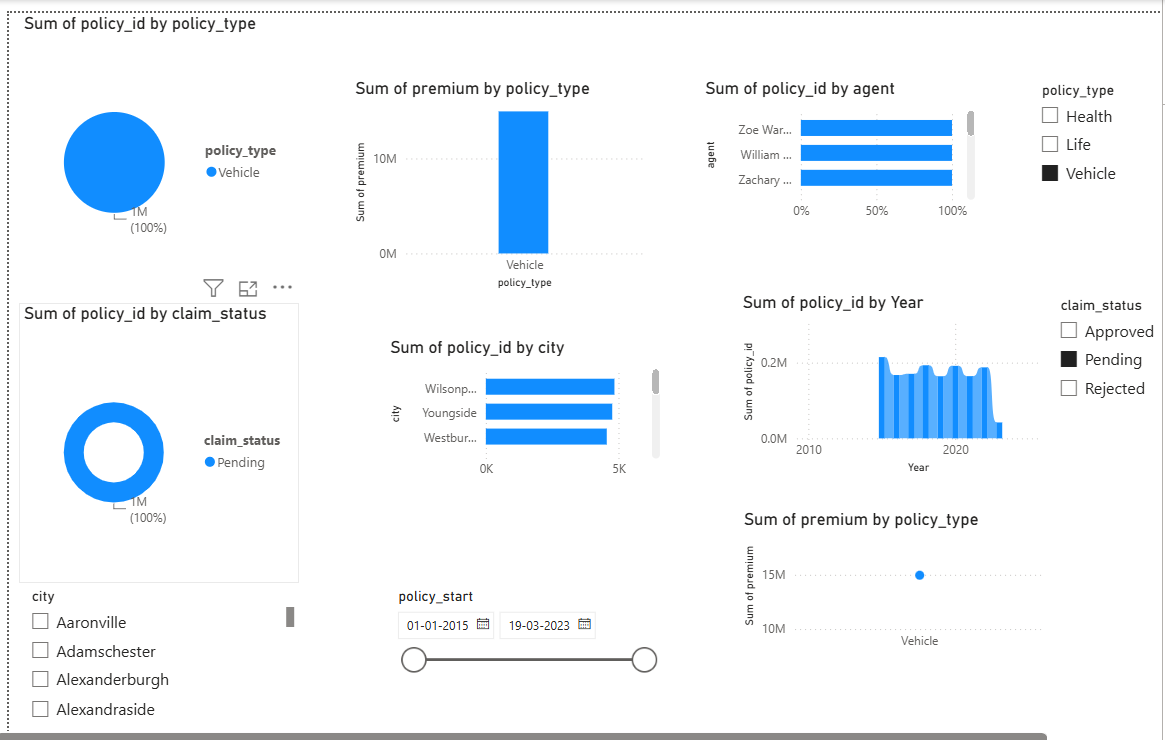 Sum of policy_id by policy_type
policy_type
Vehicle
1M
(100%)
Sum of premium by policy_type
Sum of premium
10M
0M
Vehicle
policy_type
Sum of policy_id by agent
agent
Zoe War...
William ...
Zachary ...
0%
50%
100%
policy_type
Health
Life
Vehicle
Sum of policy_id by claim_status
claim_status
Pending
1M
(100%)
Sum of policy_id by city
city
Wilsonp...
Youngside
Westbur...
0K
5K
Sum of policy_id by Year
Sum of policy_id
0.2M
0.0M
2010
2020
Year
claim_status
Approved
Pending
Rejected
Sum of premium by policy_type
Sum of premium
15M
10M
Vehicle
city
Aaronville
Adamschester
Alexanderburgh
Alexandraside
policy_start
01-01-2015
19-03-2023